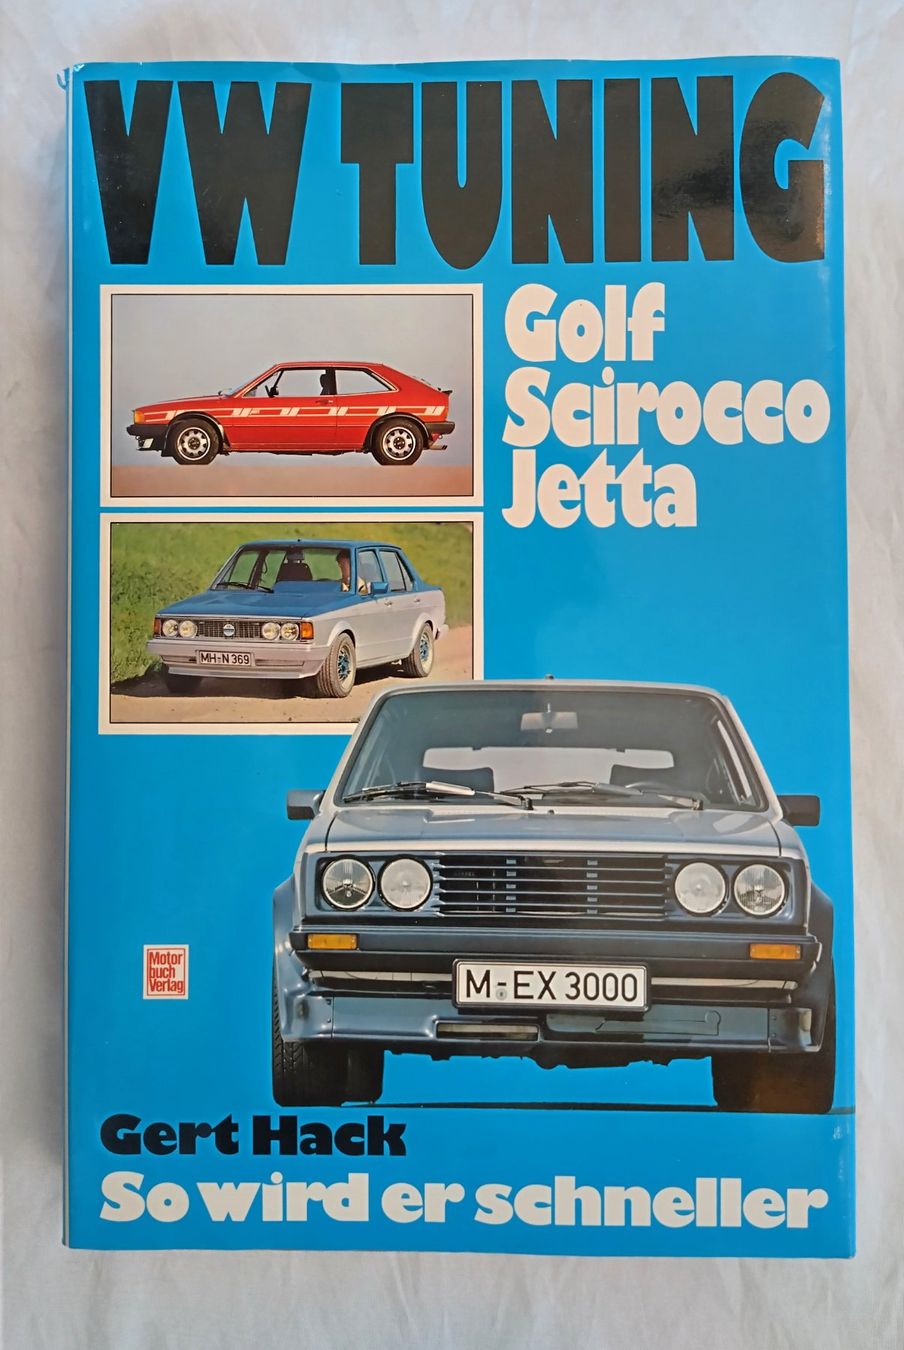 VW TUNING
Golf
Scirocco
Jetta
MH-N 369
M-EX 3000
Motor
buch
Verlag
Gert Hack
So wird er schneller